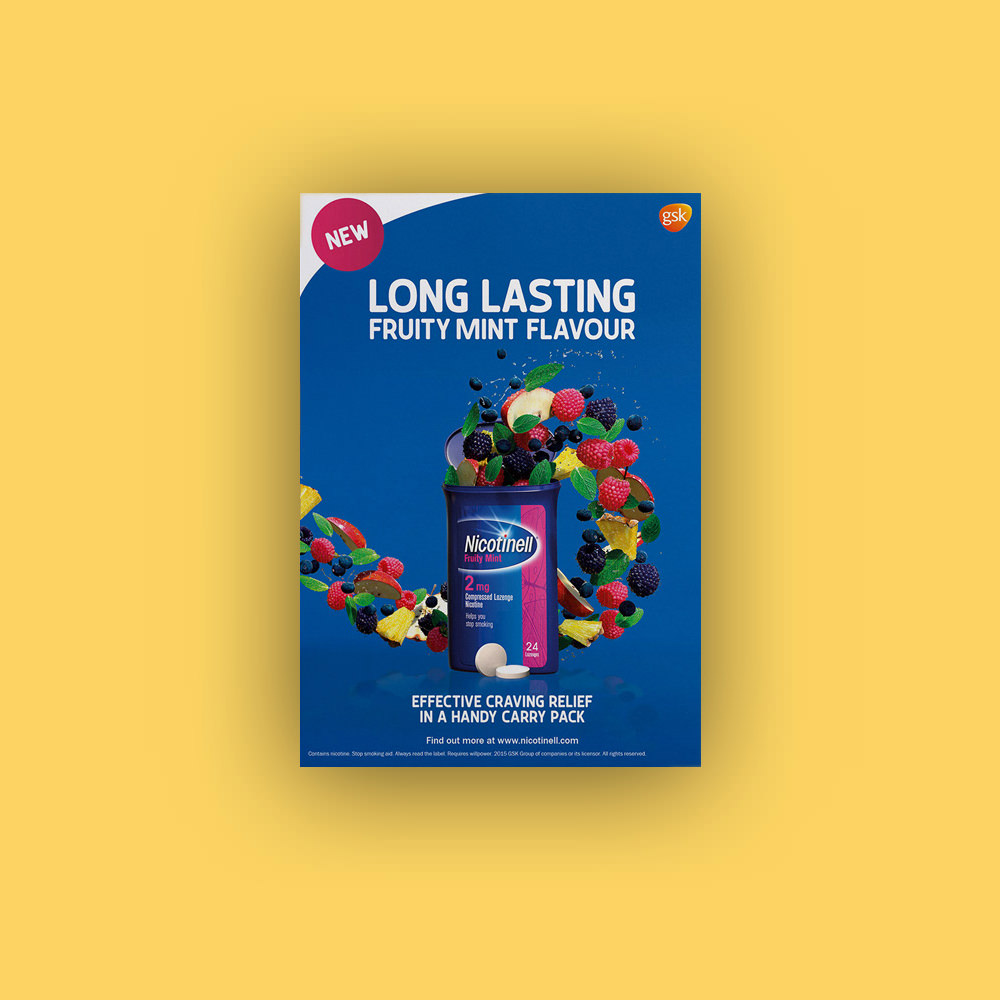 NEW
gsk
LONG LASTING
FRUITY MINT FLAVOUR
Nicotinell
Fruity Mint
2 mg
Compressed Lozenge
Nicotine
Helps you
stop smoking
24
Lozenges
EFFECTIVE CRAVING RELIEF
IN A HANDY CARRY PACK
Find out more at www.nicotinell.com
Contains nicotine. Stop smoking aid. Always read the label. Requires willpower. 2015 GSK Group of companies or its licensor. All rights reserved.